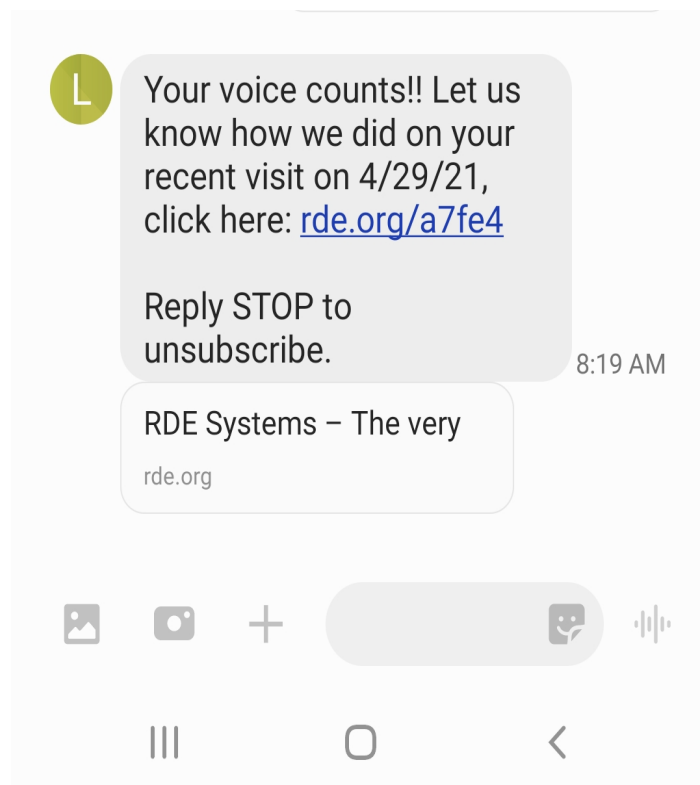 L
Your voice counts!! Let us
know how we did on your
recent visit on 4/29/21,
click here: rde.org/a7fe4
Reply STOP to
unsubscribe.
8:19 AM
RDE Systems – The very
rde.org